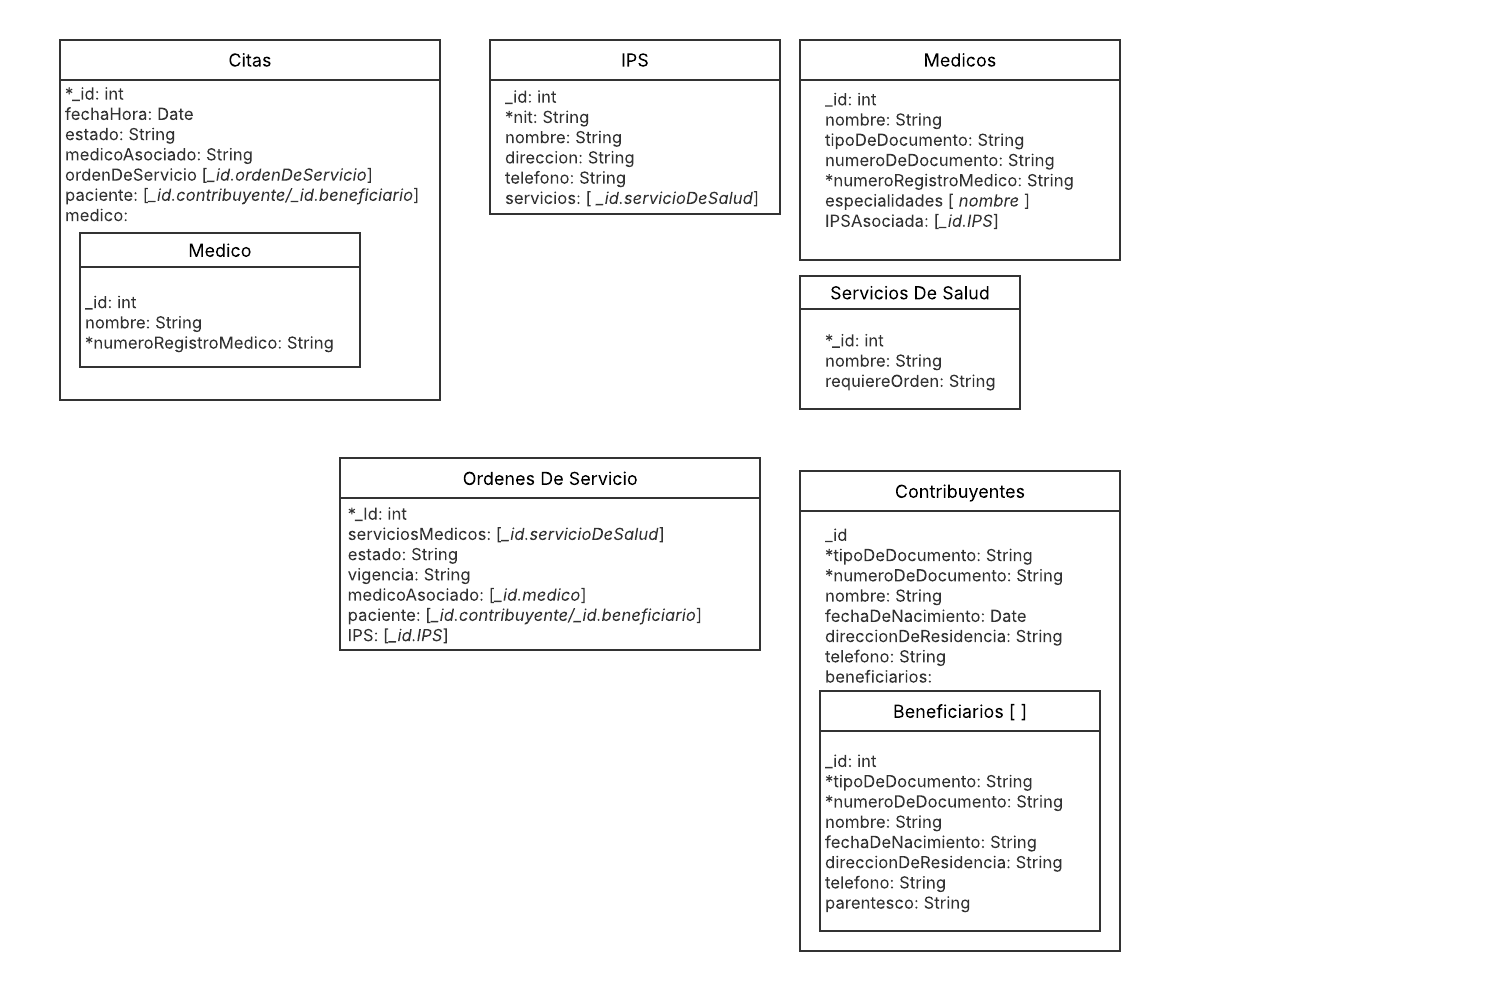 Citas
*_id: int
fechaHora: Date
estado: String
medicoAsociado: String
ordenDeServicio [_id.ordenDeServicio]
paciente: [_id.contribuyente/_id.beneficiario]
medico:
Medico
_id: int
nombre: String
*numeroRegistroMedico: String
IPS
_id: int
*nit: String
nombre: String
direccion: String
telefono: String
servicios: [ _id.servicioDeSalud]
Medicos
_id: int
nombre: String
tipoDeDocumento: String
numeroDeDocumento: String
*numeroRegistroMedico: String
especialidades [ nombre ]
IPSAsociada: [_id.IPS]
Servicios De Salud
*_id: int
nombre: String
requiereOrden: String
Ordenes De Servicio
*_Id: int
serviciosMedicos: [_id.servicioDeSalud]
estado: String
vigencia: String
medicoAsociado: [_id.medico]
paciente: [_id.contribuyente/_id.beneficiario]
IPS: [_id.IPS]
Contribuyentes
_id
*tipoDeDocumento: String
*numeroDeDocumento: String
nombre: String
fechaDeNacimiento: Date
direccionDeResidencia: String
telefono: String
beneficiarios:
Beneficiarios [ ]
_id: int
*tipoDeDocumento: String
*numeroDeDocumento: String
nombre: String
fechaDeNacimiento: String
direccionDeResidencia: String
telefono: String
parentesco: String